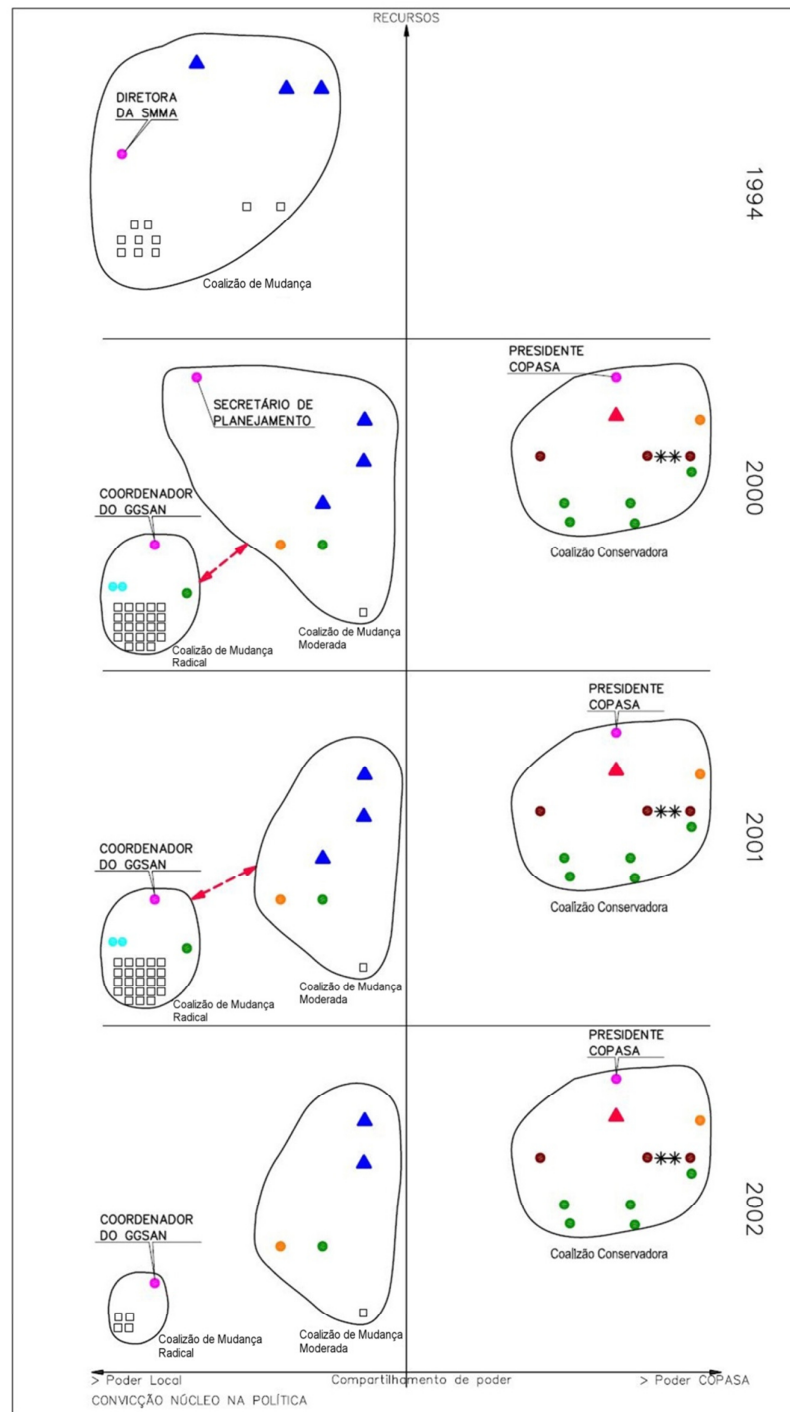 RECURSOS
DIRETORA
DA SMMA
1994
Coalizão de Mudança
PRESIDENTE
COPASA
SECRETÁRIO DE
PLANEJAMENTO
2000
COORDENADOR
DO GGSAN
Coalizão Conservadora
Coalizão de Mudança
Moderada
Coalizão de Mudança
Radical
PRESIDENTE
COPASA
2001
COORDENADOR
DO GGSAN
Coalizão Conservadora
Coalizão de Mudança
Moderada
Coalizão de Mudança
Radical
PRESIDENTE
COPASA
2002
COORDENADOR
DO GGSAN
Coalizão Conservadora
Coalizão de Mudança
Moderada
Coalizão de Mudança
Radical
> Poder Local
Compartilhamento de poder
> Poder COPASA
CONVICÇÃO NÚCLEO NA POLÍTICA